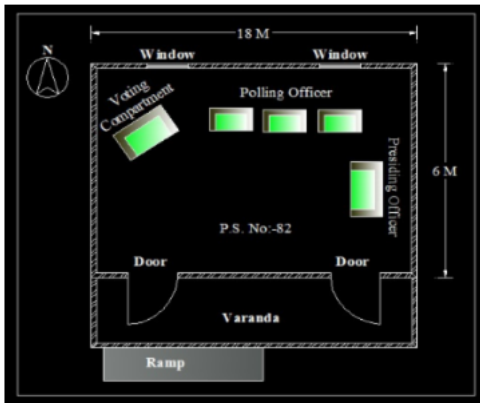 18 M
N
Window
Window
Voting
Compartment
Polling Officer
Presiding Officer
6 M
P.S. No:-82
Door
Door
Varanda
Ramp